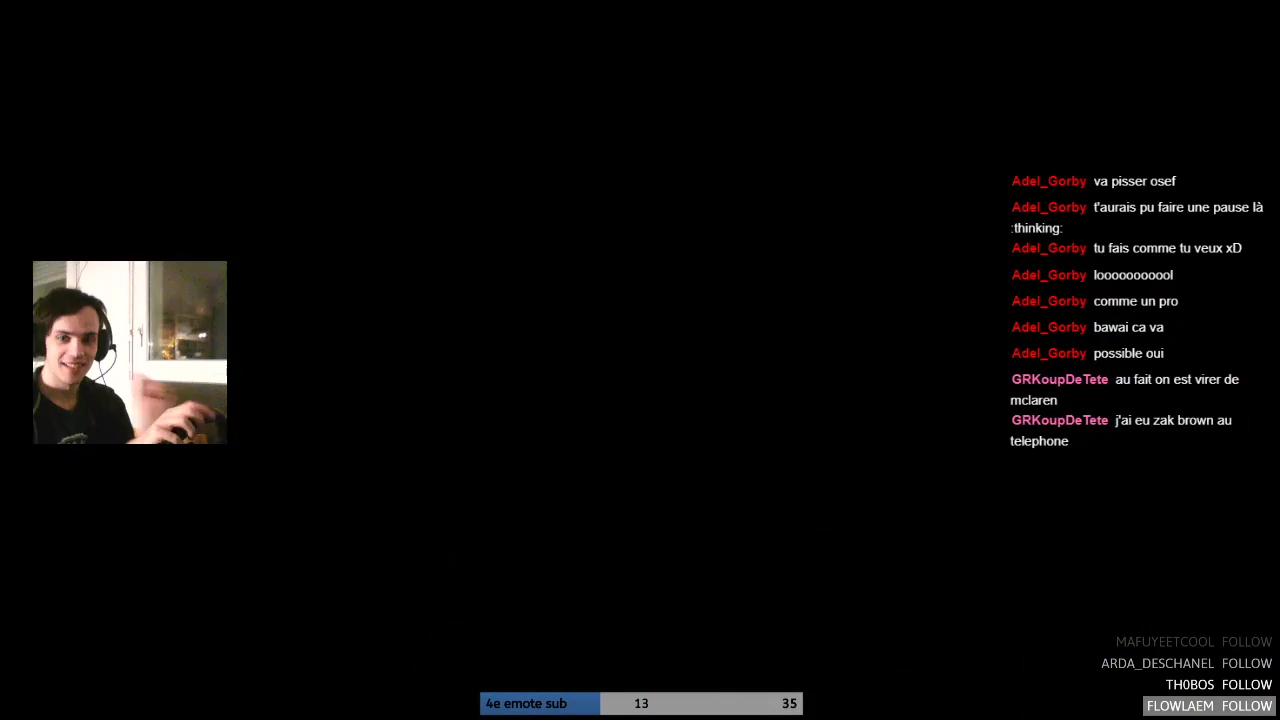 Adel_Gorby va pisser osef
Adel_Gorby t'aurais pu faire une pause là
:thinking:
Adel_Gorby tu fais comme tu veux xD
Adel_Gorby loooooooooool
Adel_Gorby comme un pro
Adel_Gorby bawai ca va
Adel_Gorby possible oui
GRKoupDeTete au fait on est virer de
mclaren
GRKoupDeTete j'ai eu zak brown au
telephone
MAFUYEETCOOL FOLLOW
ARDA_DESCHANEL FOLLOW
TH0BOS FOLLOW
FLOWLAEM FOLLOW
4e emote sub 13 35